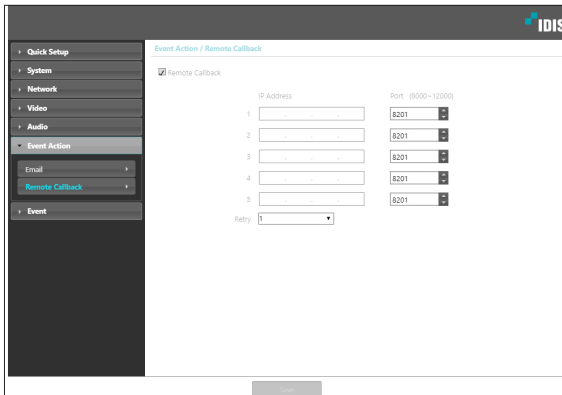 IDIS
Quick Setup
System
Network
Video
Audio
Event Action
Email
Remote Callback
Event
Event Action / Remote Callback
Remote Callback
IP Address Port (8000~12000)
1 . . . 8201
2 . . . 8201
3 . . . 8201
4 . . . 8201
5 . . . 8201
Retry 1
Save